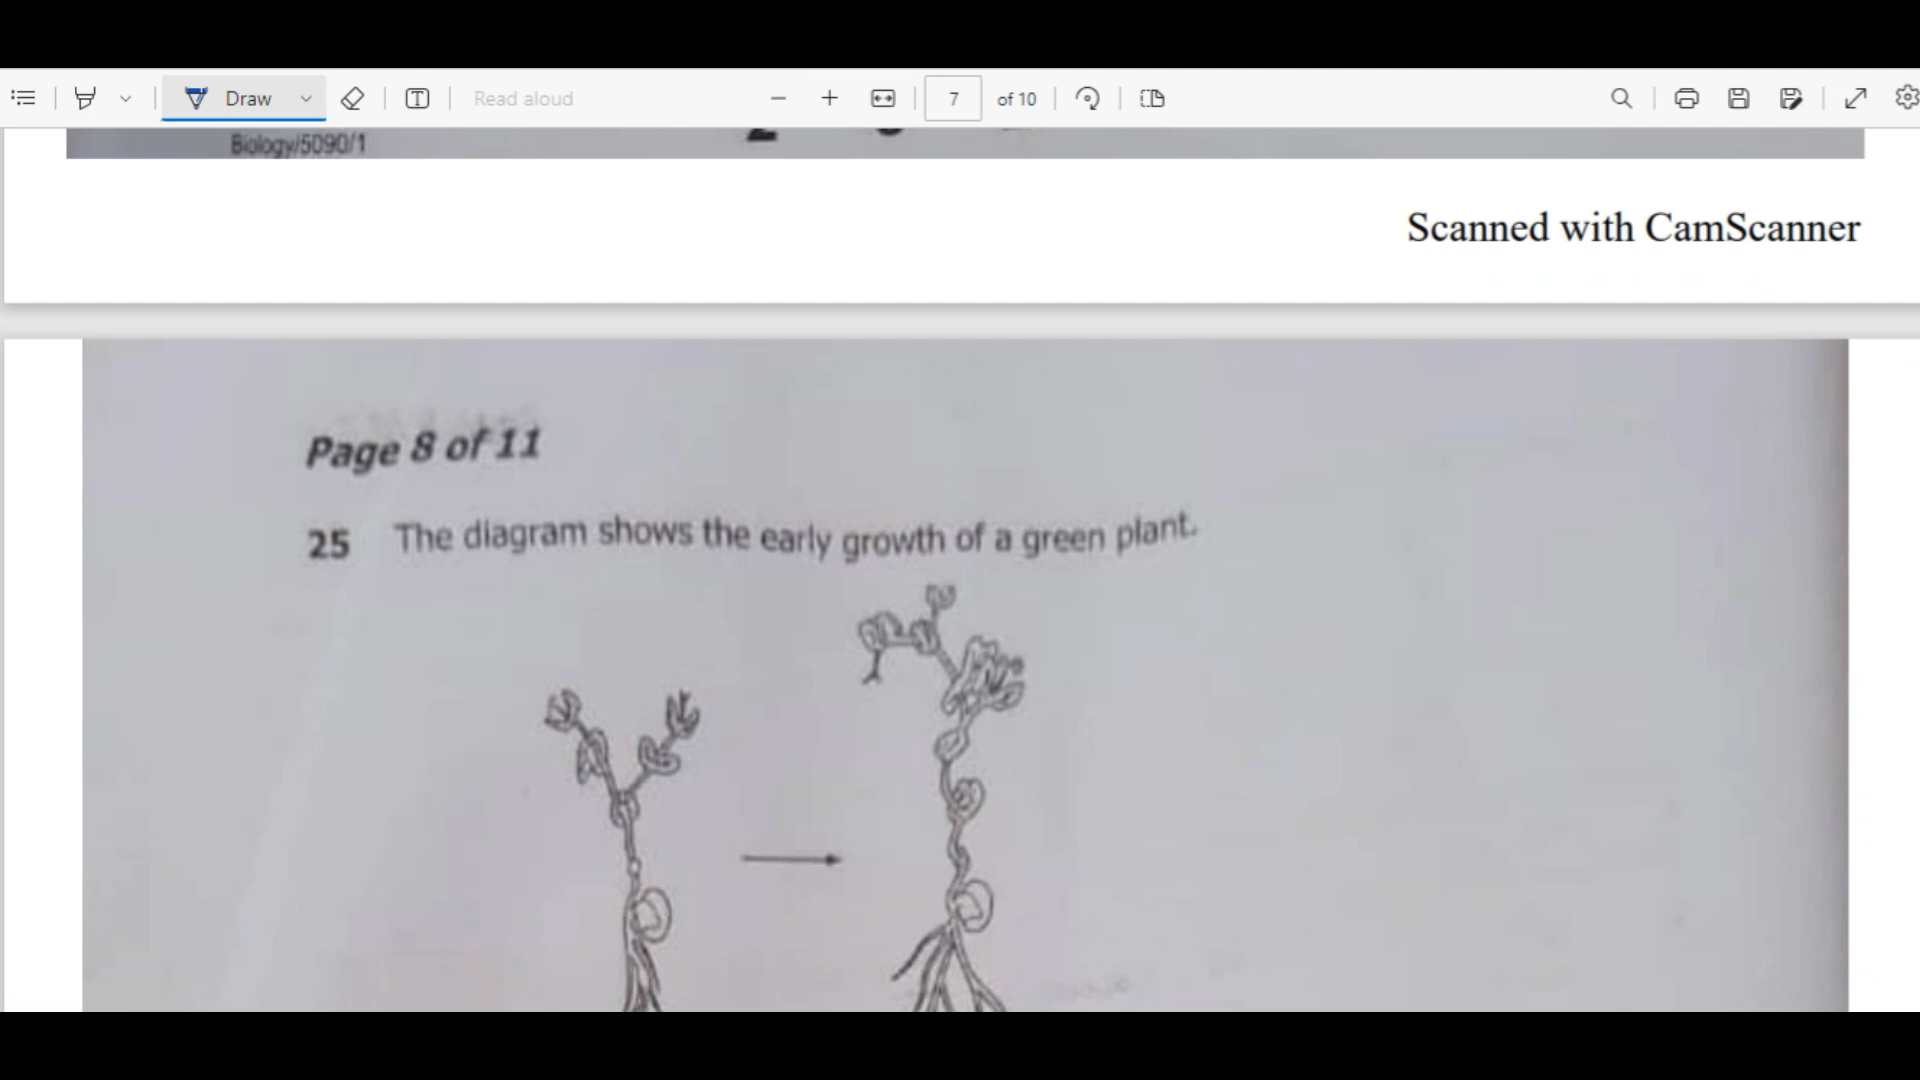 Draw
Read aloud
7 of 10
Biology/5090/1
Scanned with CamScanner
Page 8 of 11
25 The diagram shows the early growth of a green plant.